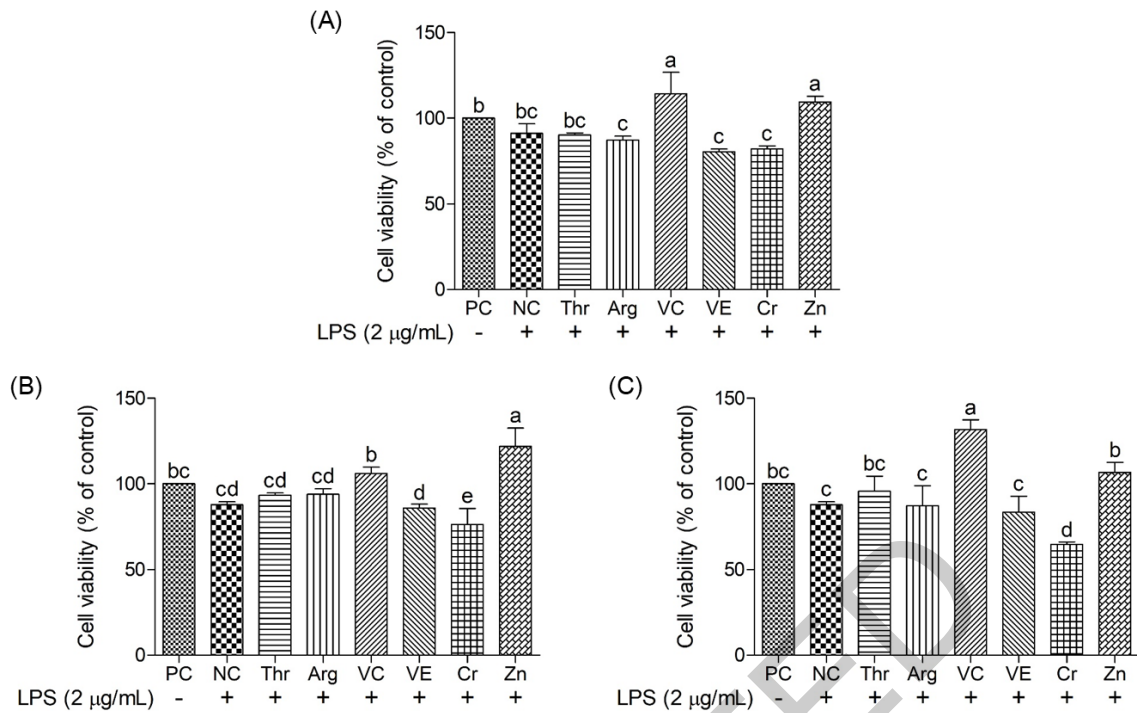 (A)
Cell viability (% of control)
150
100
50
0
b bc bc c a c c a
PC NC Thr Arg VC VE Cr Zn
LPS (2 μg/mL) - + + + + + + +
(B)
Cell viability (% of control)
150
100
50
0
bc cd cd cd b d e a
PC NC Thr Arg VC VE Cr Zn
LPS (2 μg/mL) - + + + + + + +
(C)
Cell viability (% of control)
150
100
50
0
bc c bc c a c d b
PC NC Thr Arg VC VE Cr Zn
LPS (2 μg/mL) - + + + + + + +